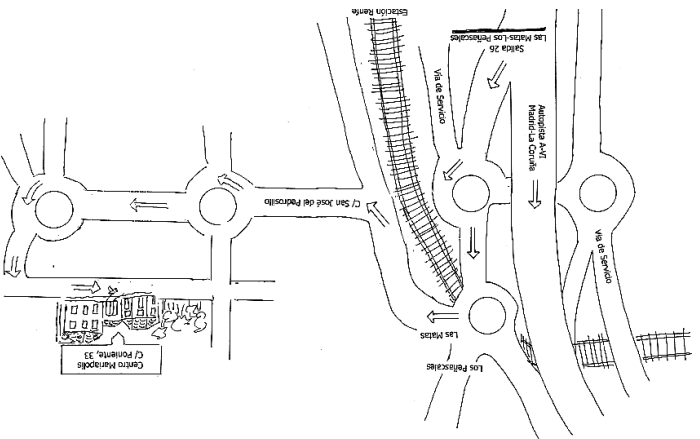 Estación Renfe
Las Matas-Los Peñascales
Salida 26
Vía de Servicio
Autopista A-VI
Madrid-La Coruña
C/ San José del Pedrosillo
Vía de Servicio
Las Matas
Los Peñascales
Centro Mariapolis
C/ Poniente, 33